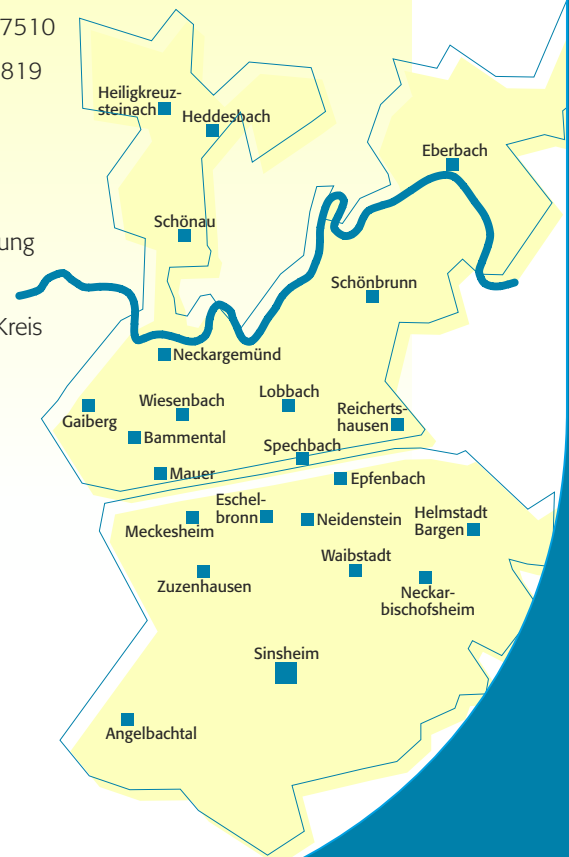 7510
819
Heiligkreuz-
steinach
Heddesbach
Eberbach
Schönau
ung
Schönbrunn
Kreis
Neckargemünd
Wiesenbach
Lobbach
Gaiberg
Reicherts-
hausen
Bammental
Spechbach
Mauer
Epfenbach
Eschel-
bronn
Meckesheim
Neidenstein
Helmstadt
Bargen
Waibstadt
Zuzenhausen
Neckar-
bischofsheim
Sinsheim
Angelbachtal